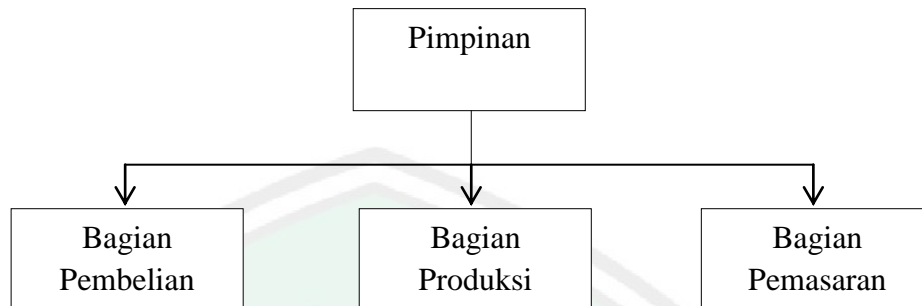 Pimpinan
Bagian
Pembelian
Bagian
Produksi
Bagian
Pemasaran